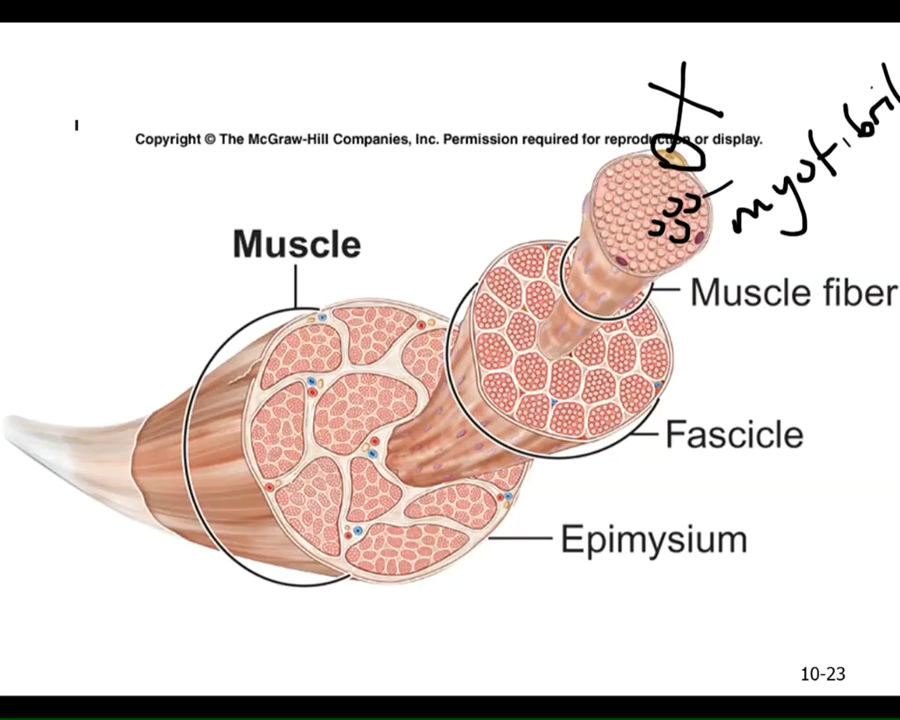 Copyright © The McGraw-Hill Companies, Inc. Permission required for reproduction or display.
myofibril
Muscle
Muscle fiber
Fascicle
Epimysium
10-23